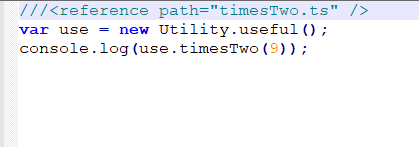 ///<reference path="timesTwo.ts" />
var use = new Utility.useful();
console.log(use.timesTwo(9));